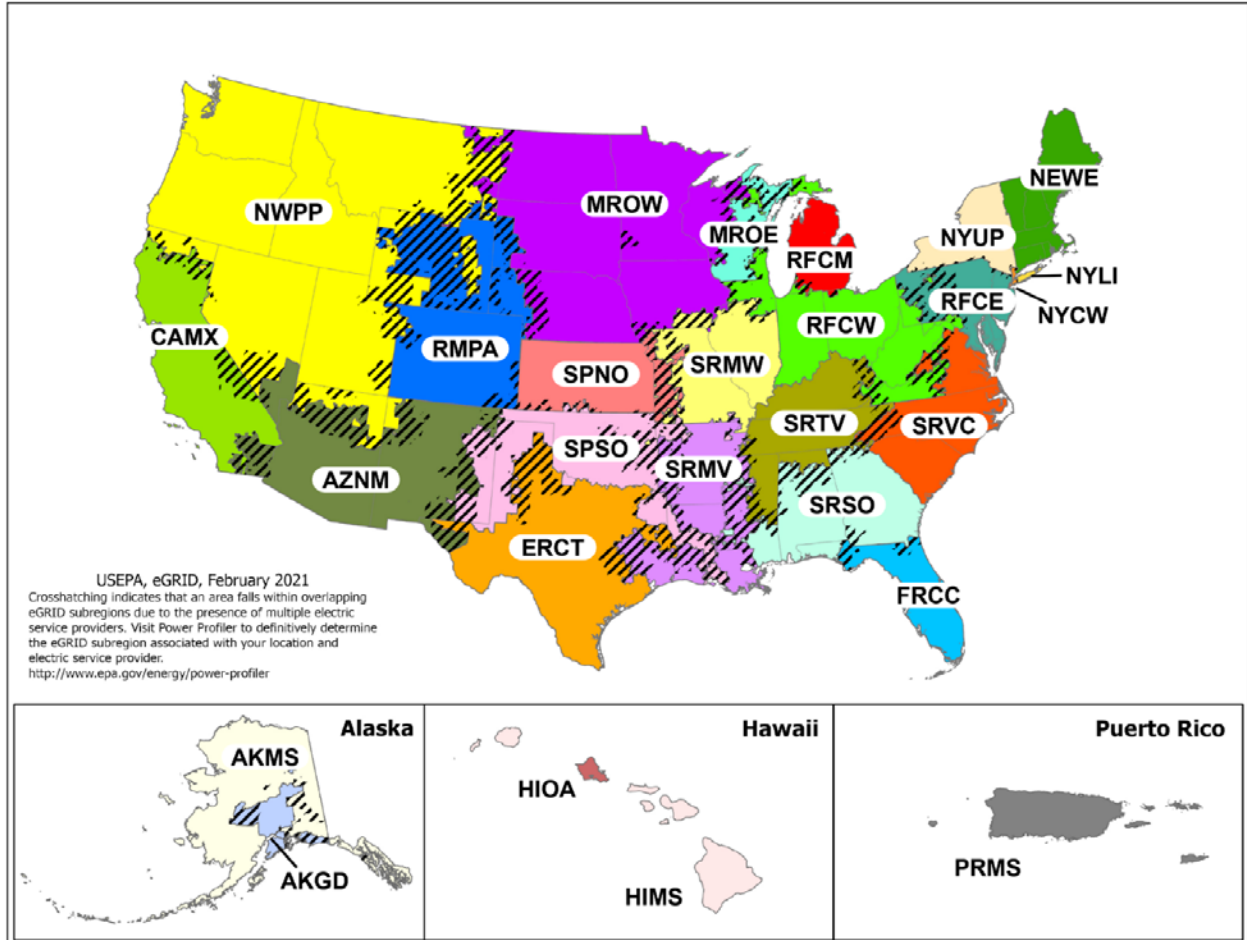 NEWE
NWPP
MROW
NYUP
MROE
RFCM
NYLI
RFCE
NYCW
CAMX
RFCW
RMPA
SRMW
SPNO
SRTV
SRVC
SPSO
SRMV
AZNM
SRSO
ERCT
FRCC
USEPA, eGRID, February 2021
Crosshatching indicates that an area falls within overlapping
eGRID subregions due to the presence of multiple electric
service providers. Visit Power Profiler to definitively determine
the eGRID subregion associated with your location and
electric service provider.
http://www.epa.gov/energy/power-profiler
Alaska
AKMS
AKGD
Hawaii
HIOA
HIMS
Puerto Rico
PRMS